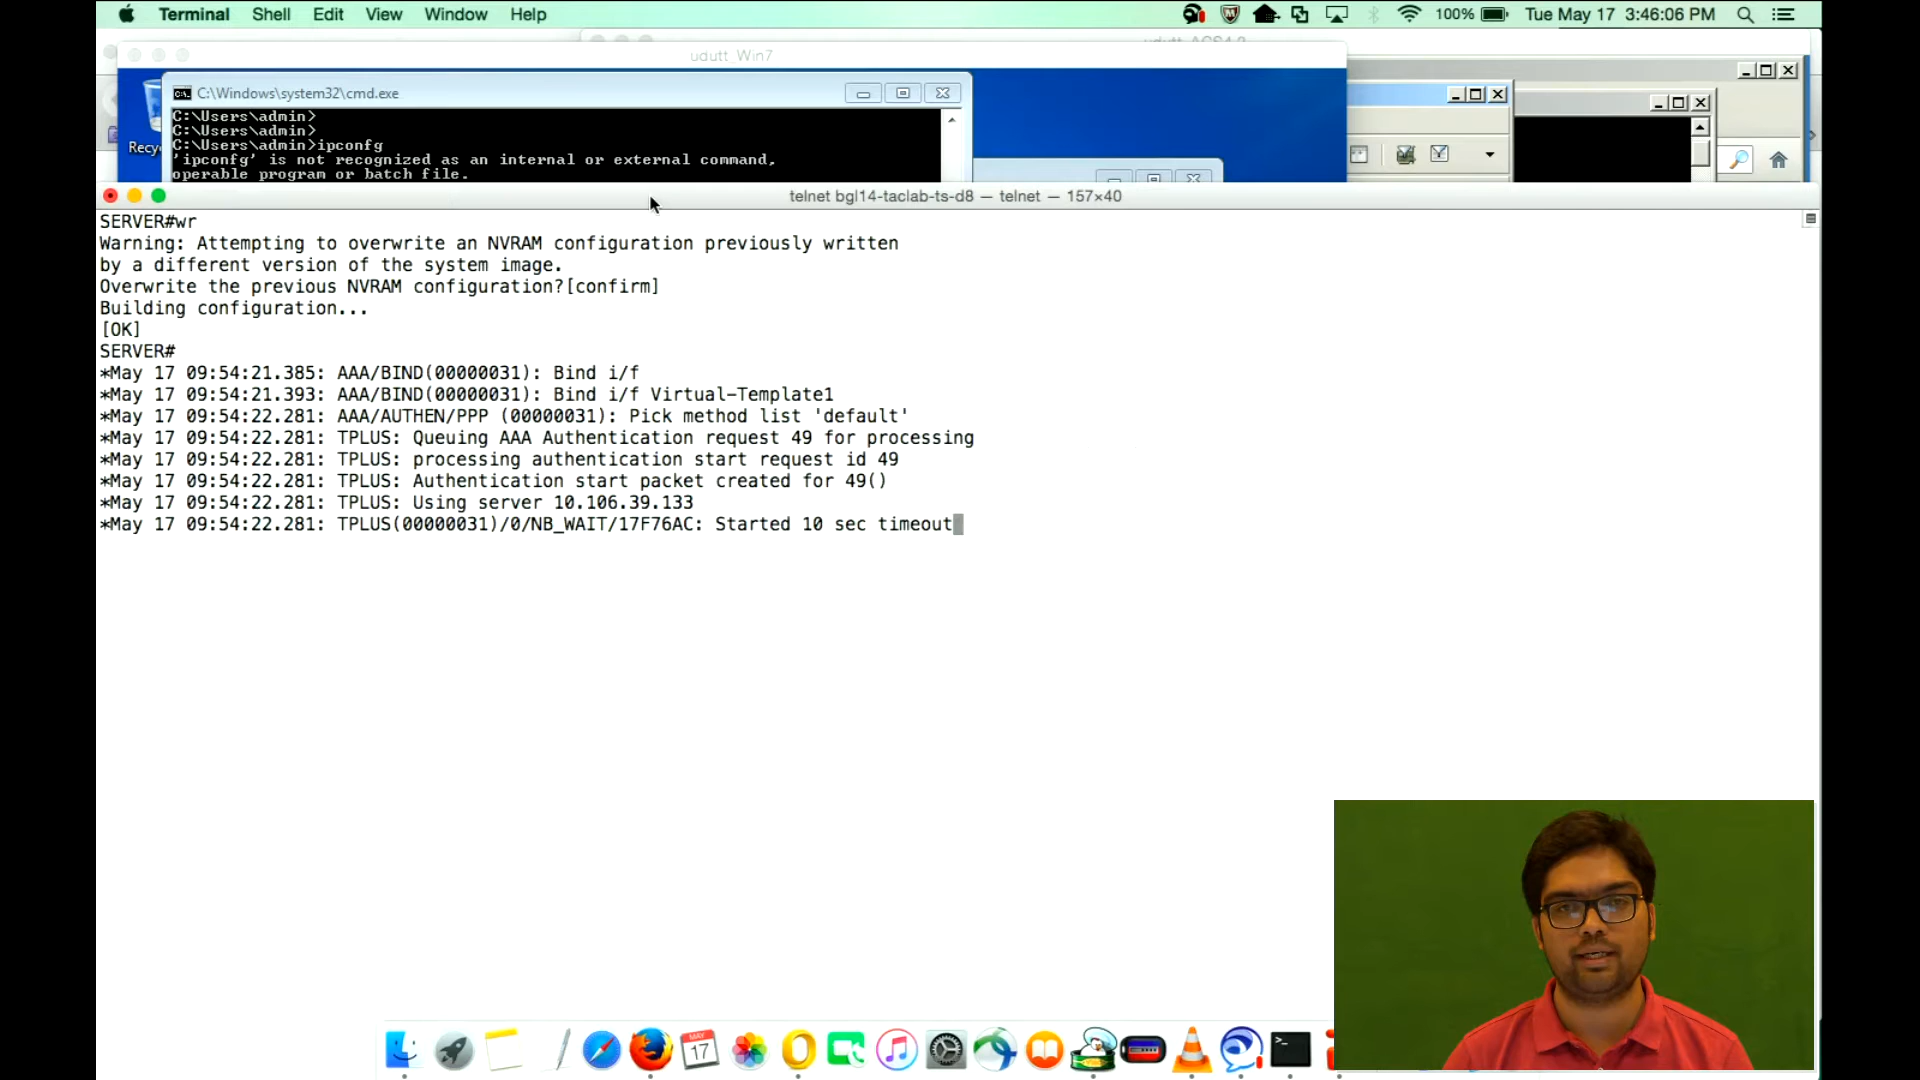 Terminal Shell Edit View Window Help 100% Tue May 17 3:46:06 PM
udutt_Win7
C:\Windows\system32\cmd.exe
C:\Users\admin>
C:\Users\admin>
C:\Users\admin>ipconfg
'ipconfg' is not recognized as an internal or external command,
operable program or batch file.
Recy
telnet bgl14-taclab-ts-d8 — telnet — 157×40
SERVER#wr
Warning: Attempting to overwrite an NVRAM configuration previously written
by a different version of the system image.
Overwrite the previous NVRAM configuration?[confirm]
Building configuration...
[OK]
SERVER#
*May 17 09:54:21.385: AAA/BIND(00000031): Bind i/f
*May 17 09:54:21.393: AAA/BIND(00000031): Bind i/f Virtual-Template1
*May 17 09:54:22.281: AAA/AUTHEN/PPP (00000031): Pick method list 'default'
*May 17 09:54:22.281: TPLUS: Queuing AAA Authentication request 49 for processing
*May 17 09:54:22.281: TPLUS: processing authentication start request id 49
*May 17 09:54:22.281: TPLUS: Authentication start packet created for 49()
*May 17 09:54:22.281: TPLUS: Using server 10.106.39.133
*May 17 09:54:22.281: TPLUS(00000031)/0/NB_WAIT/17F76AC: Started 10 sec timeout
MAY
17